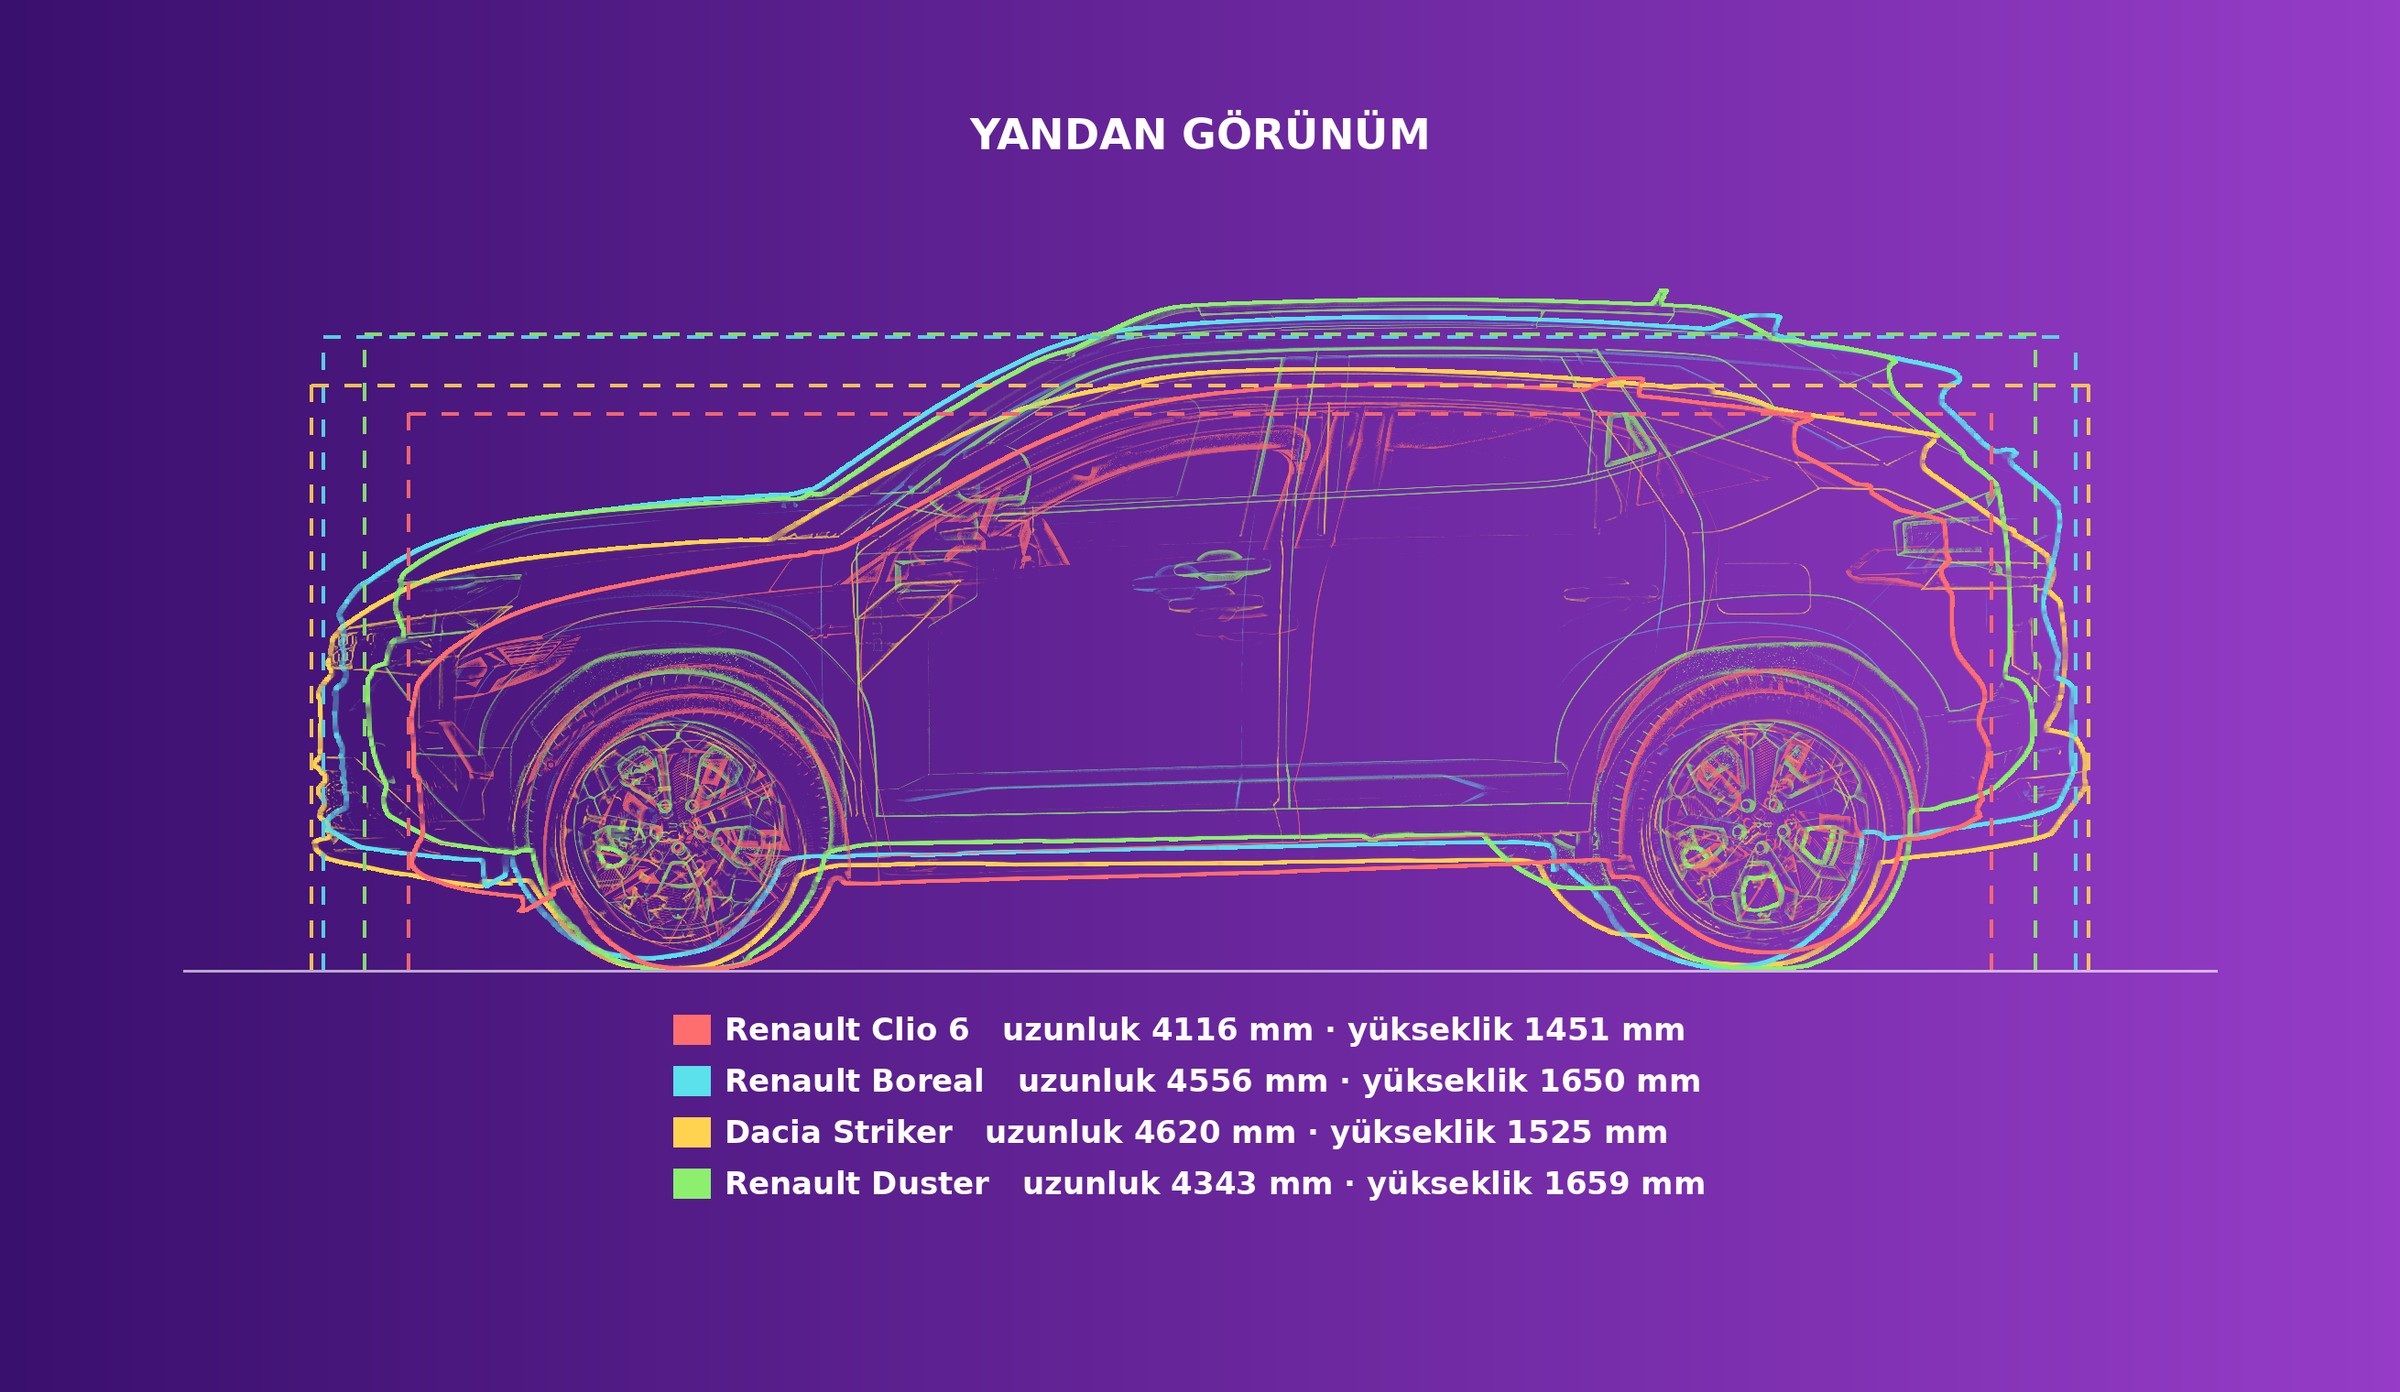 YANDAN GÖRÜNÜM
Renault Clio 6 uzunluk 4116 mm · yükseklik 1451 mm
Renault Boreal uzunluk 4556 mm · yükseklik 1650 mm
Dacia Striker uzunluk 4620 mm · yükseklik 1525 mm
Renault Duster uzunluk 4343 mm · yükseklik 1659 mm